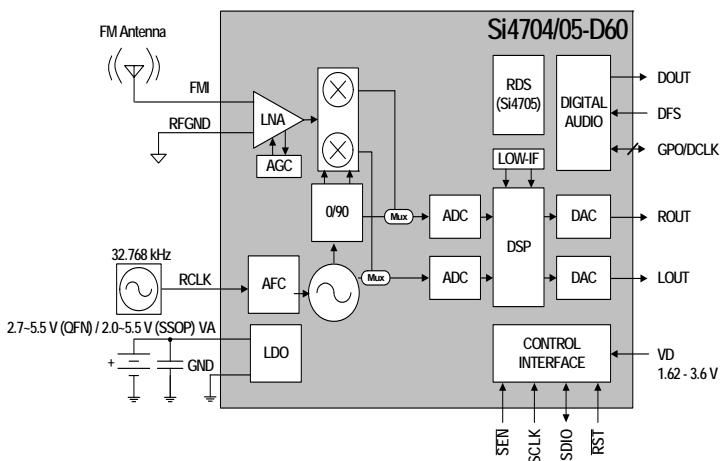 Si4704/05-D60
FM Antenna
FMI
RFGND
LNA
AGC
RDS
(Si4705)
DIGITAL
AUDIO
DOUT
DFS
GPO/DCLK
LOW-IF
0/90
Mux
ADC
DSP
DAC
ROUT
32.768 kHz
RCLK
AFC
Mux
ADC
DAC
LOUT
2.7~5.5 V (QFN) / 2.0~5.5 V (SSOP) VA
+
GND
LDO
CONTROL
INTERFACE
VD
1.62 - 3.6 V
SEN
SCLK
SDIO
RST